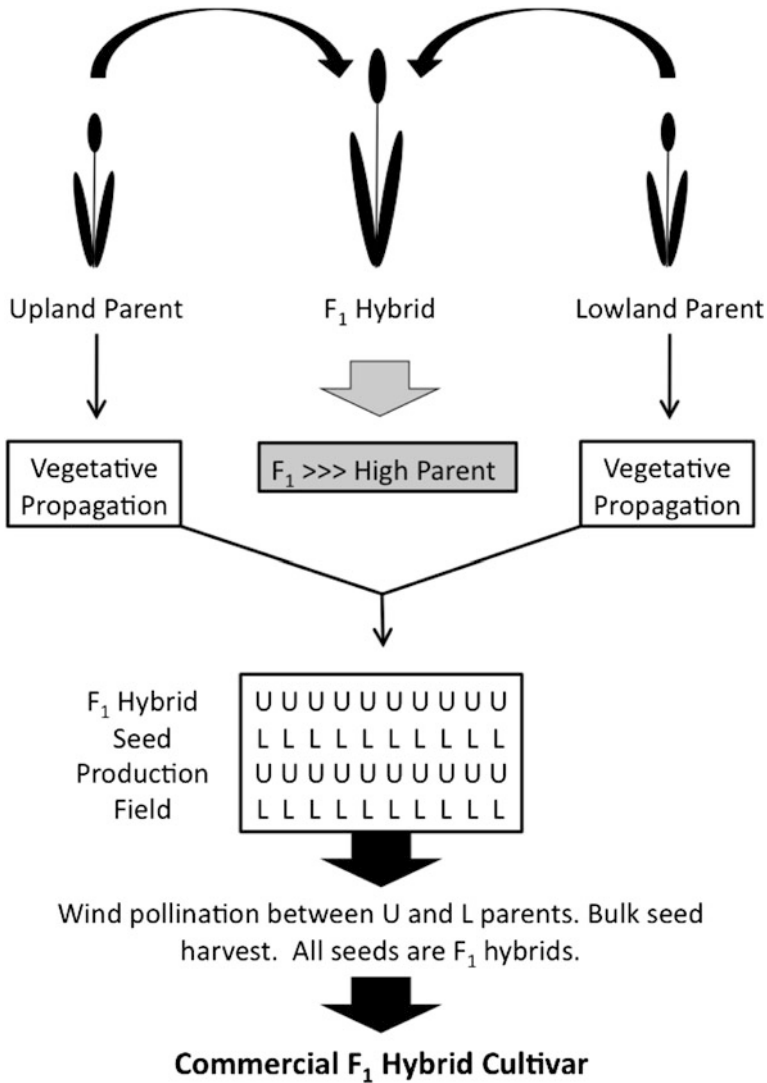 Upland Parent
F₁ Hybrid
Lowland Parent
Vegetative
Propagation
F₁ >>> High Parent
Vegetative
Propagation
F₁ Hybrid
Seed
Production
Field
U U U U U U U U U U
L L L L L L L L L L
U U U U U U U U U U
L L L L L L L L L L
Wind pollination between U and L parents. Bulk seed
harvest. All seeds are F₁ hybrids.
Commercial F₁ Hybrid Cultivar